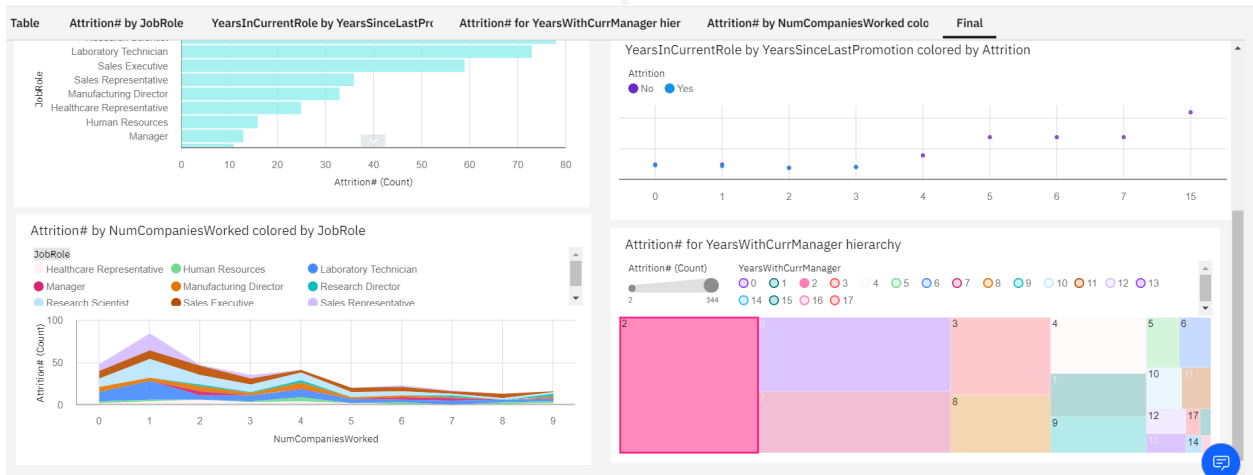 Table Attrition# by JobRole YearsInCurrentRole by YearsSinceLastPr Attrition# for YearsWithCurrManager hier Attrition# by NumCompaniesWorked colo Final
Research Scientist
Laboratory Technician
Sales Executive
Sales Representative
Manufacturing Director
Healthcare Representative
Human Resources
Manager
JobRole
0 10 20 30 40 50 60 70 80
Attrition# (Count)
YearsInCurrentRole by YearsSinceLastPromotion colored by Attrition
Attrition
No Yes
0 1 2 3 4 5 6 7 15
Attrition# by NumCompaniesWorked colored by JobRole
JobRole
Healthcare Representative Human Resources Laboratory Technician
Manager Manufacturing Director Research Director
Research Scientist Sales Executive Sales Representative
100
50
0
Attrition# (Count)
0 1 2 3 4 5 6 7 8 9
NumCompaniesWorked
Attrition# for YearsWithCurrManager hierarchy
Attrition# (Count) YearsWithCurrManager
0 1 2 3 4 5 6 7 8 9 10 11 12 13
2 344
14 15 16 17
2 3 4 5 6
1 10 11
7 8 9 12 17
13 14